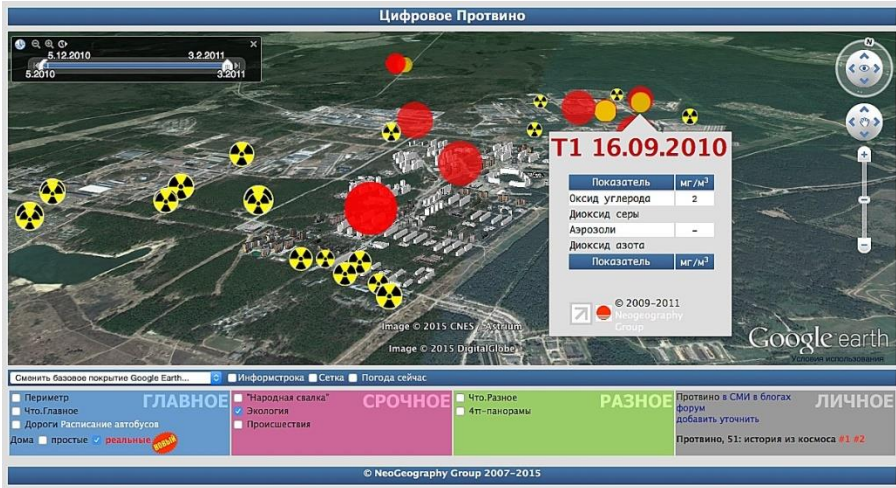 Цифровое Протвино
5.12.2010 3.2.2011
5.2010 3.2011
N
T1 16.09.2010
Показатель мг/м³
Оксид углерода 2
Диоксид серы
Аэрозоли –
Диоксид азота
Показатель мг/м³
© 2009-2011
Neogeography
Group
Image © 2015 CNES / Astrium
Image © 2015 DigitalGlobe
Google earth
Условия использования
Сменить базовое покрытие Google Earth... Информстрока Сетка Погода сейчас
ГЛАВНОЕ
Периметр
Что.Главное
Дороги Расписание автобусов
Дома простые реальные новый
СРОЧНОЕ
"Народная свалка"
Экология
Происшествия
РАЗНОЕ
Что.Разное
4π-панорамы
ЛИЧНОЕ
Протвино в СМИ в блогах
форум
добавить уточнить
Протвино, 51: история из космоса #1 #2
© NeoGeography Group 2007-2015